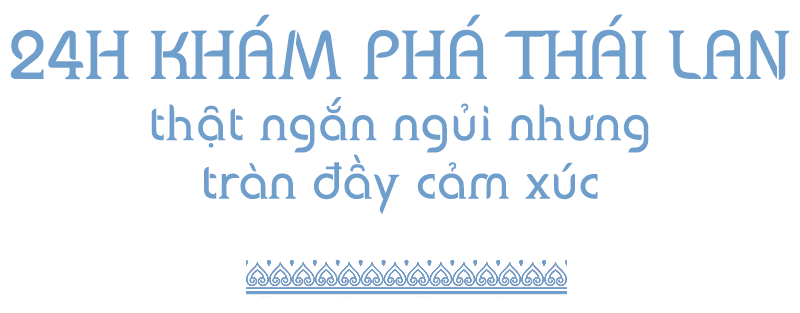 24H KHÁM PHÁ THÁI LAN
thật ngắn ngủi nhưng
tràn đầy cảm xúc